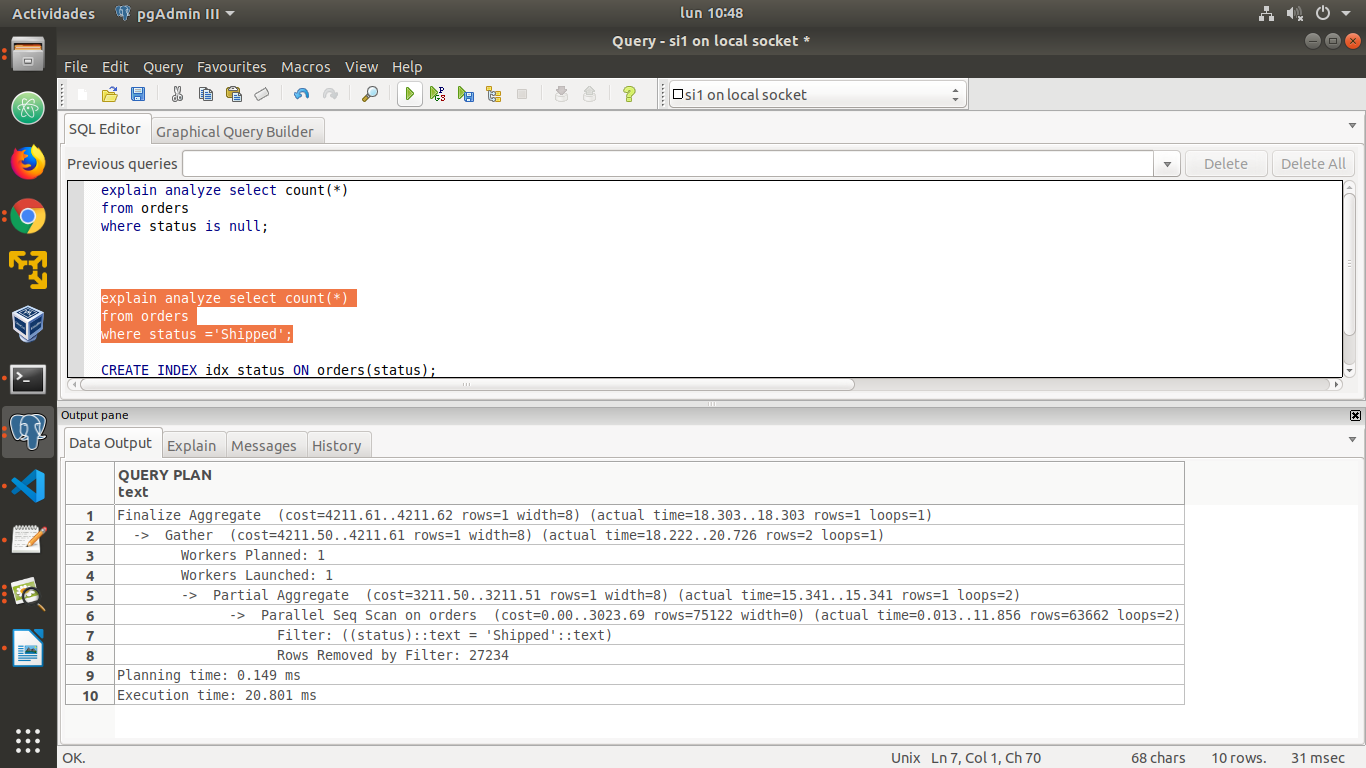 Actividades pgAdmin III lun 10:48
Query - si1 on local socket *
File Edit Query Favourites Macros View Help
si1 on local socket
SQL Editor Graphical Query Builder
Previous queries Delete Delete All
explain analyze select count(*)
from orders
where status is null;
explain analyze select count(*)
from orders
where status ='Shipped';
CREATE INDEX idx_status ON orders(status);
Output pane
Data Output Explain Messages History
QUERY PLAN
text
1 Finalize Aggregate (cost=4211.61..4211.62 rows=1 width=8) (actual time=18.303..18.303 rows=1 loops=1)
2 -> Gather (cost=4211.50..4211.61 rows=1 width=8) (actual time=18.222..20.726 rows=2 loops=1)
3 Workers Planned: 1
4 Workers Launched: 1
5 -> Partial Aggregate (cost=3211.50..3211.51 rows=1 width=8) (actual time=15.341..15.341 rows=1 loops=2)
6 -> Parallel Seq Scan on orders (cost=0.00..3023.69 rows=75122 width=0) (actual time=0.013..11.856 rows=63662 loops=2)
7 Filter: ((status)::text = 'Shipped'::text)
8 Rows Removed by Filter: 27234
9 Planning time: 0.149 ms
10 Execution time: 20.801 ms
OK. Unix Ln 7, Col 1, Ch 70 68 chars 10 rows. 31 msec